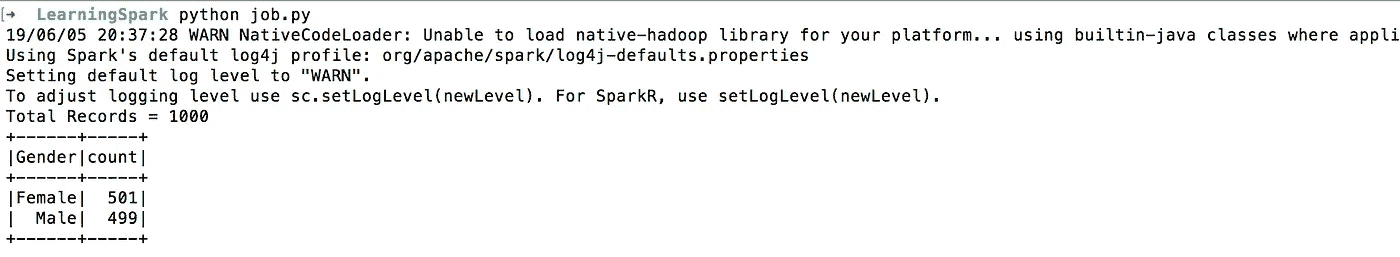 [➜  LearningSpark python job.py
19/06/05 20:37:28 WARN NativeCodeLoader: Unable to load native-hadoop library for your platform... using builtin-java classes where appli
Using Spark's default log4j profile: org/apache/spark/log4j-defaults.properties
Setting default log level to "WARN".
To adjust logging level use sc.setLogLevel(newLevel). For SparkR, use setLogLevel(newLevel).
Total Records = 1000
+------+-----+
|Gender|count|
+------+-----+
|Female|  501|
|  Male|  499|
+------+-----+